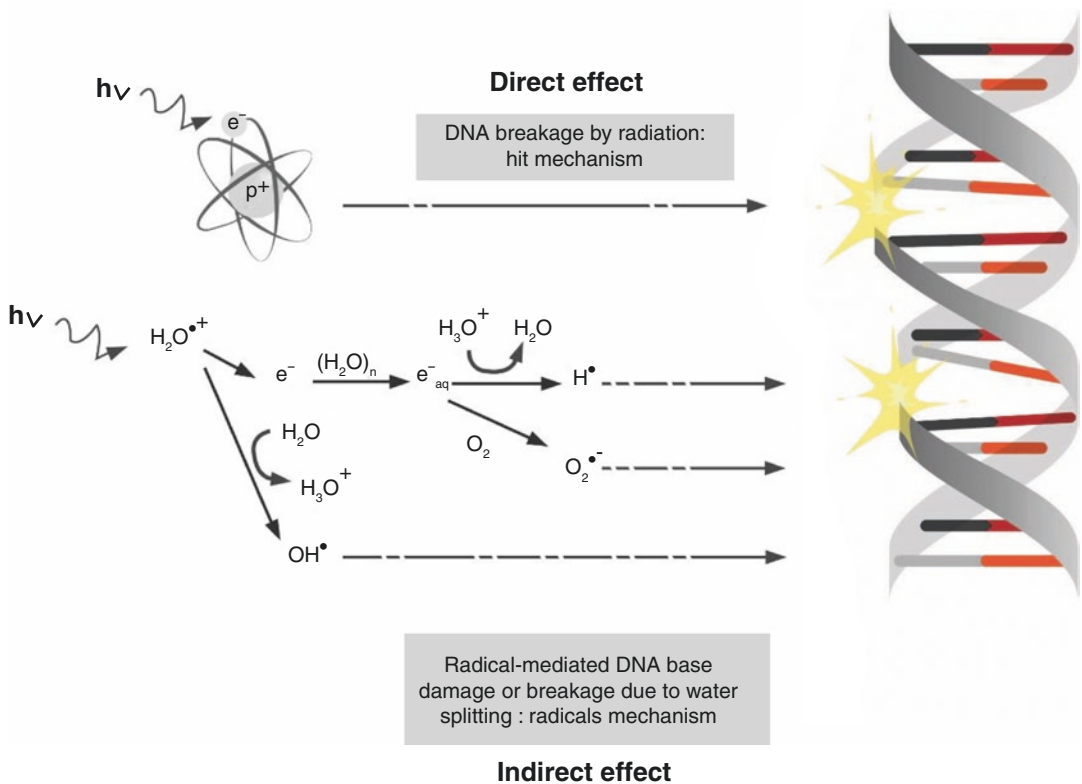 Direct effect
hν
DNA breakage by radiation:
hit mechanism
e⁻
p⁺
hν
H₂O•⁺
e⁻
(H₂O)ₙ
e⁻aq
H₃O⁺
H₂O
H•
H₂O
H₃O⁺
O₂
O₂•⁻
OH•
Radical-mediated DNA base
damage or breakage due to water
splitting : radicals mechanism
Indirect effect